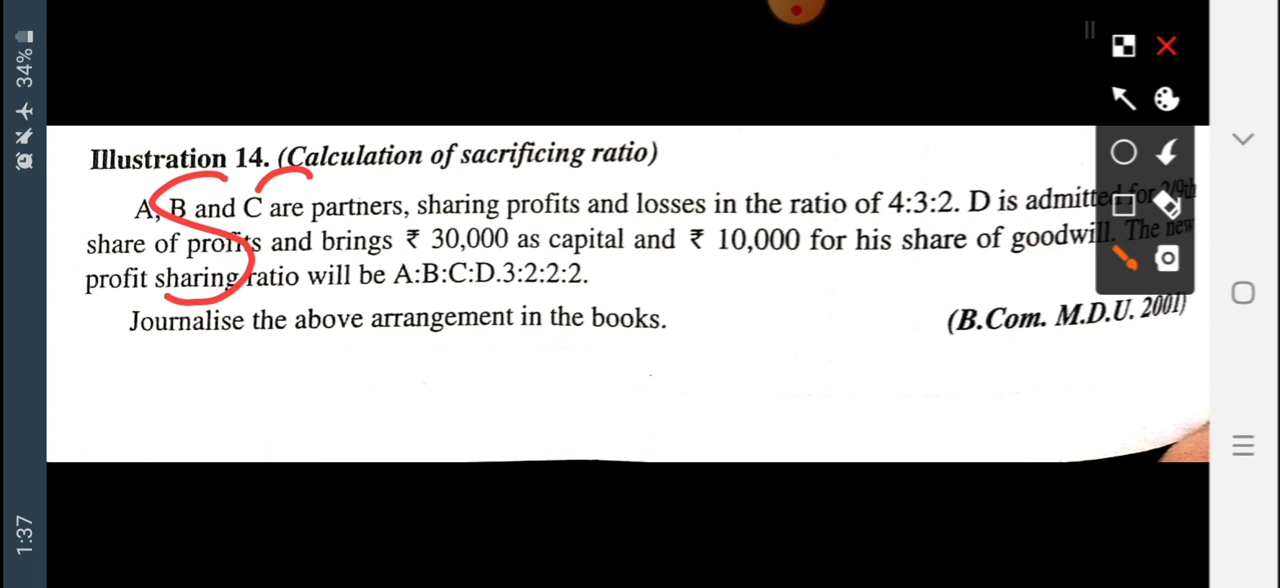 34%
1:37
Illustration 14. (Calculation of sacrificing ratio)
A, B and C are partners, sharing profits and losses in the ratio of 4:3:2. D is admitted for 2/9th
share of profits and brings ₹ 30,000 as capital and ₹ 10,000 for his share of goodwill. The new
profit sharing ratio will be A:B:C:D.3:2:2:2.
Journalise the above arrangement in the books.
(B.Com. M.D.U. 2001)